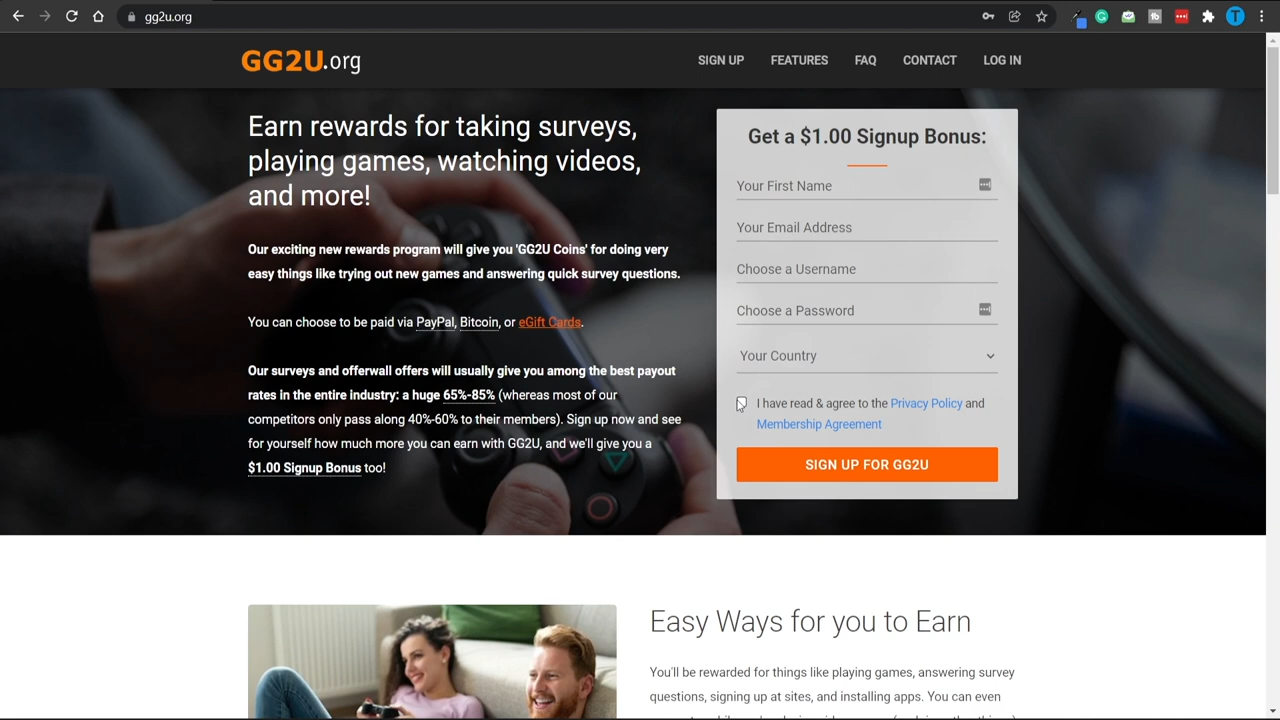 gg2u.org
GG2U.org
SIGN UP
FEATURES
FAQ
CONTACT
LOG IN
Earn rewards for taking surveys,
playing games, watching videos,
and more!
Our exciting new rewards program will give you 'GG2U Coins' for doing very
easy things like trying out new games and answering quick survey questions.
You can choose to be paid via PayPal, Bitcoin, or eGift Cards.
Our surveys and offerwall offers will usually give you among the best payout
rates in the entire industry: a huge 65%-85% (whereas most of our
competitors only pass along 40%-60% to their members). Sign up now and see
for yourself how much more you can earn with GG2U, and we'll give you a
$1.00 Signup Bonus too!
Get a $1.00 Signup Bonus:
Your First Name
Your Email Address
Choose a Username
Choose a Password
Your Country
I have read & agree to the Privacy Policy and
Membership Agreement
SIGN UP FOR GG2U
Easy Ways for you to Earn
You'll be rewarded for things like playing games, answering survey
questions, signing up at sites, and installing apps. You can even